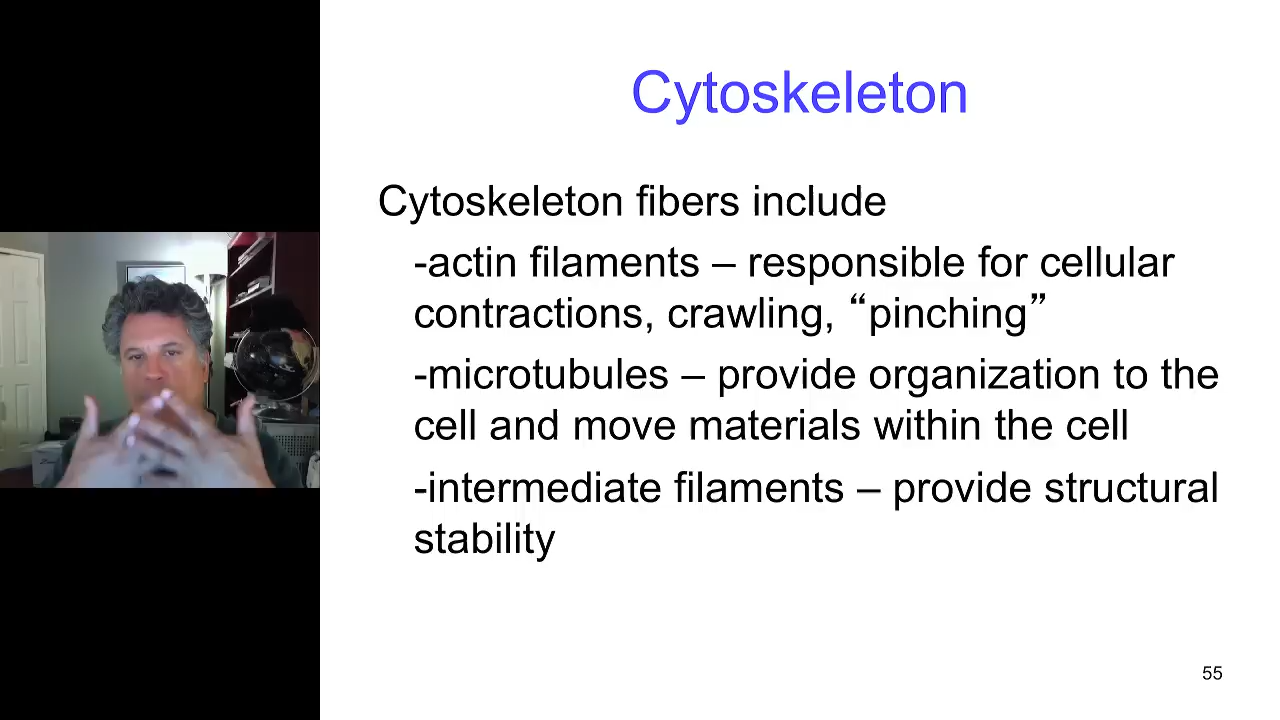 Cytoskeleton
Cytoskeleton fibers include
-actin filaments – responsible for cellular
contractions, crawling, “pinching”
-microtubules – provide organization to the
cell and move materials within the cell
-intermediate filaments – provide structural
stability
55